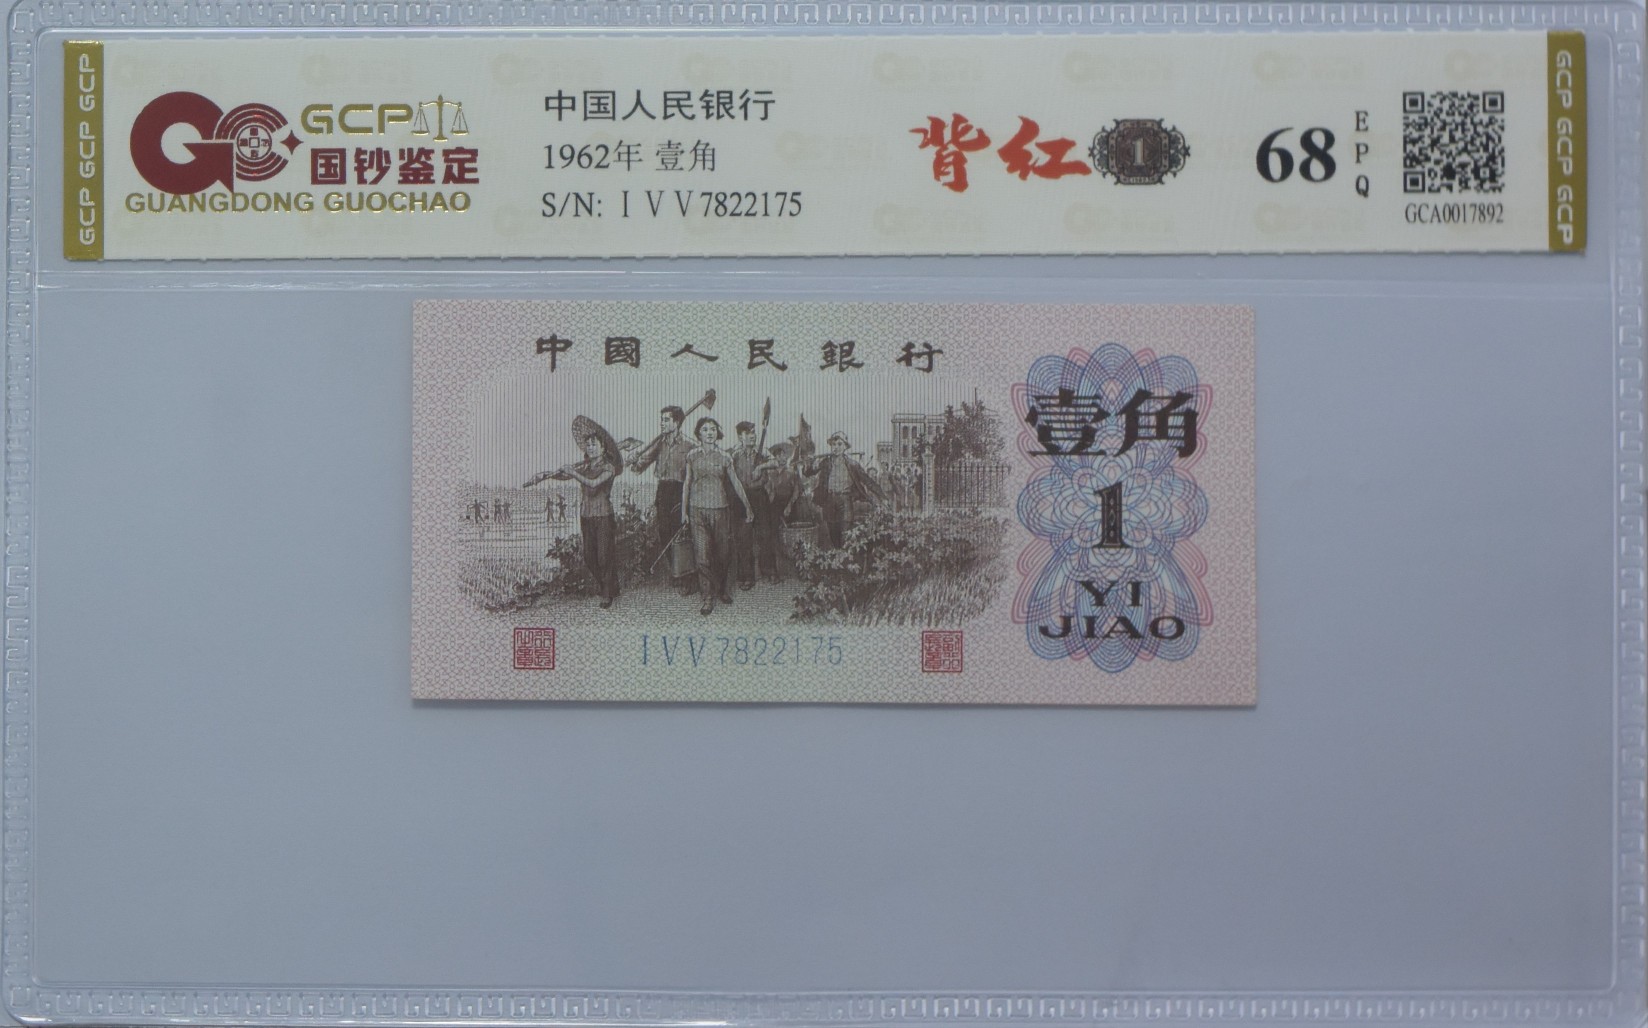 GCP GCP GCP
GCP
国钞鉴定
GUANGDONG GUOCHAO
中国人民银行
1962年 壹角
S/N: I V V 7822175
背红
1
68
EPQ
GCA0017892
GCP GCP GCP
中國人民銀行
壹角
1
YI
JIAO
I V V 7822175